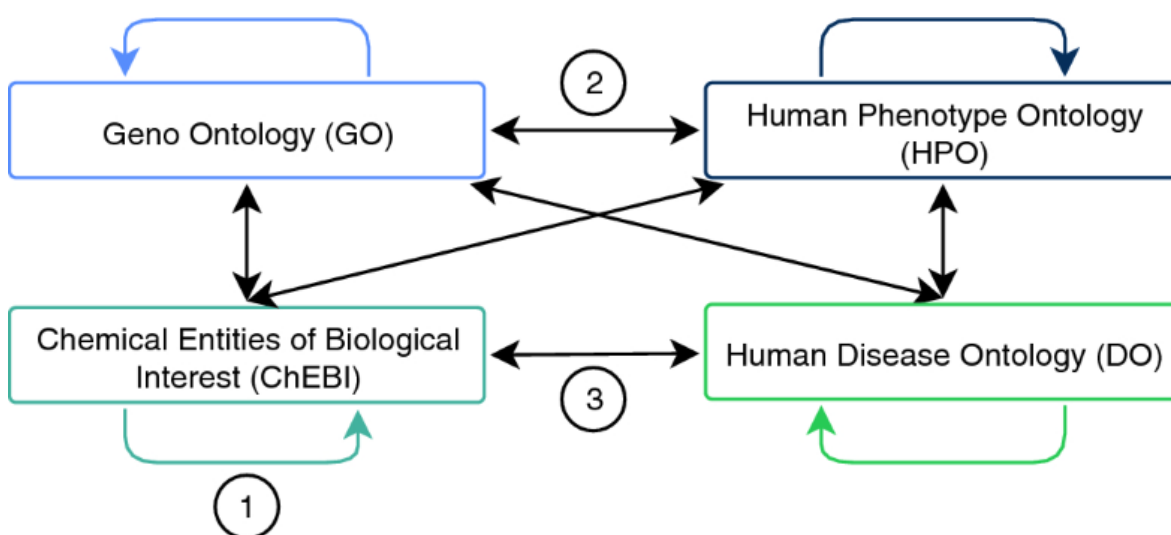 2
Geno Ontology (GO)
Human Phenotype Ontology
(HPO)
Chemical Entities of Biological
Interest (ChEBI)
Human Disease Ontology (DO)
3
1